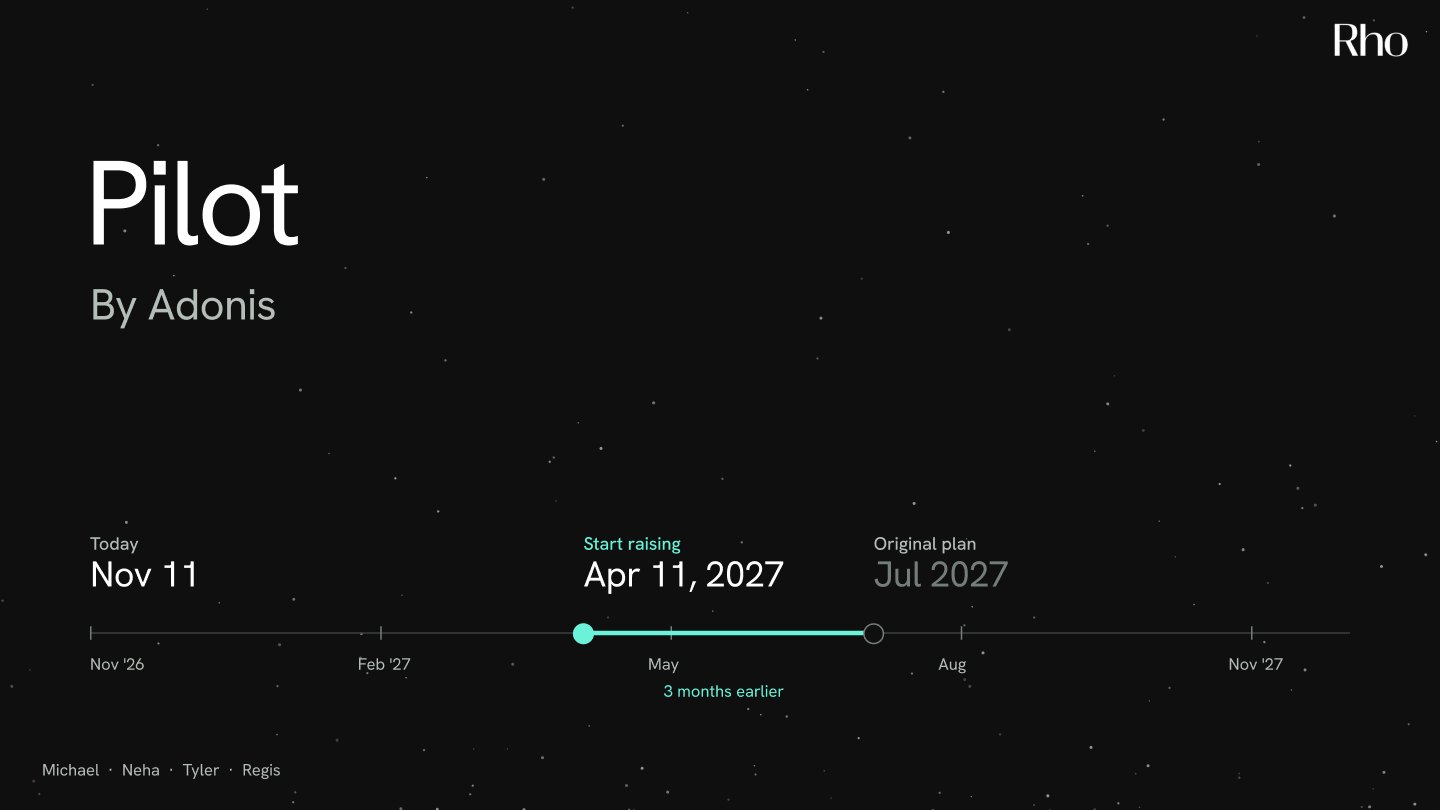 Rho
Pilot
By Adonis
Today
Nov 11
Start raising
Apr 11, 2027
Original plan
Jul 2027
Nov '26
Feb '27
May
Aug
Nov '27
3 months earlier
Michael · Neha · Tyler · Regis